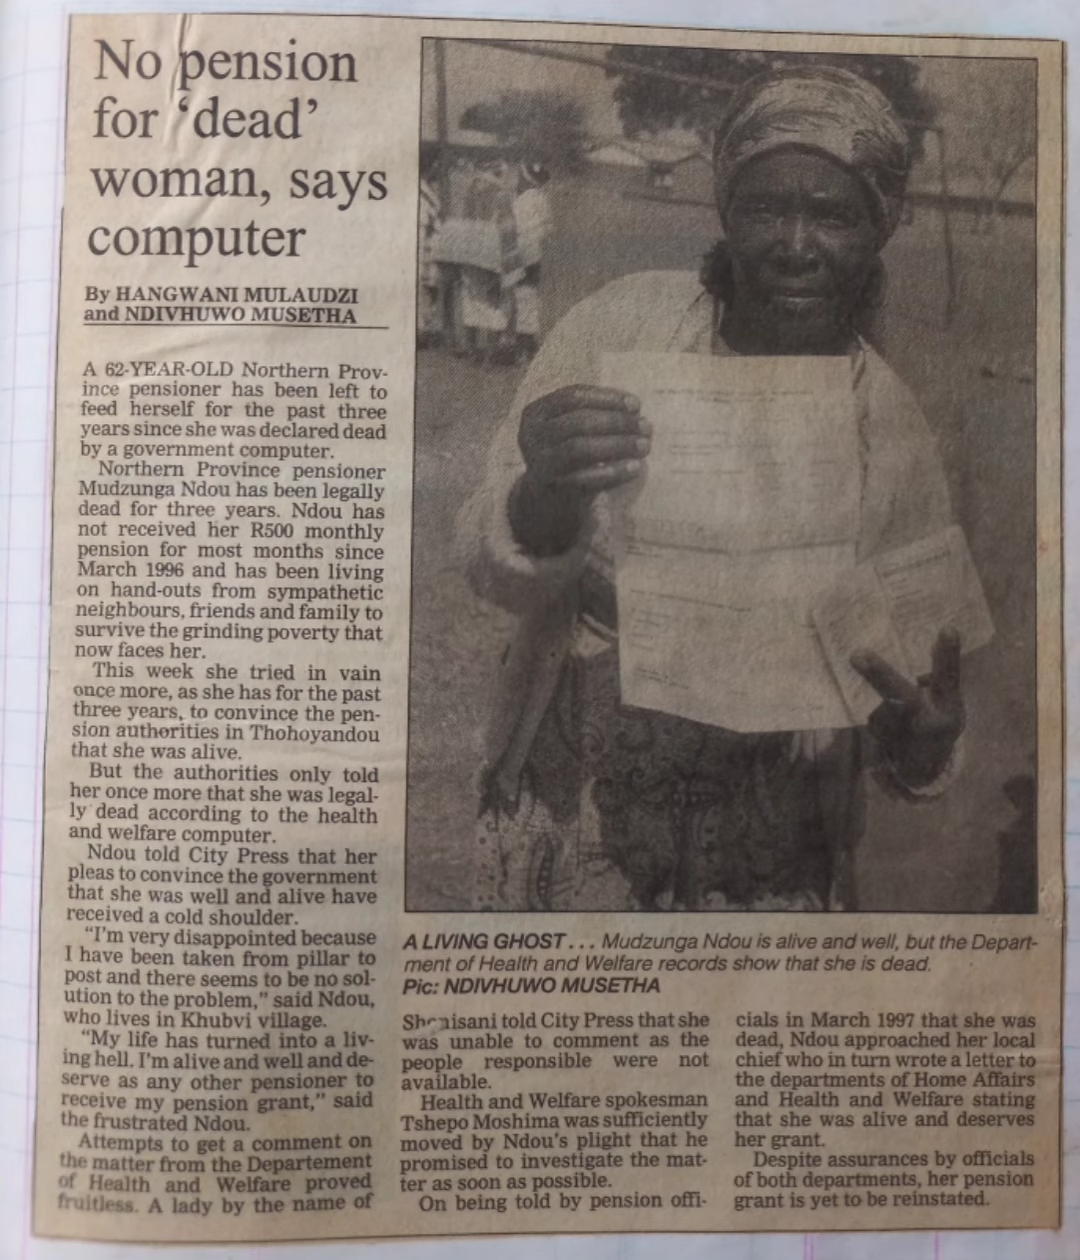 No pension
for ‘dead’
woman, says
computer
By HANGWANI MULAUDZI
and NDIVHUWO MUSETHA
A 62-YEAR-OLD Northern Prov-
ince pensioner has been left to
feed herself for the past three
years since she was declared dead
by a government computer.
Northern Province pensioner
Mudzunga Ndou has been legally
dead for three years. Ndou has
not received her R500 monthly
pension for most months since
March 1996 and has been living
on hand-outs from sympathetic
neighbours, friends and family to
survive the grinding poverty that
now faces her.
This week she tried in vain
once more, as she has for the past
three years, to convince the pen-
sion authorities in Thohoyandou
that she was alive.
But the authorities only told
her once more that she was legal-
ly dead according to the health
and welfare computer.
Ndou told City Press that her
pleas to convince the government
that she was well and alive have
received a cold shoulder.
“I'm very disappointed because
I have been taken from pillar to
post and there seems to be no sol-
ution to the problem,” said Ndou,
who lives in Khubvi village.
“My life has turned into a liv-
ing hell. I'm alive and well and de-
serve as any other pensioner to
receive my pension grant,” said
the frustrated Ndou.
Attempts to get a comment on
the matter from the Departement
of Health and Welfare proved
fruitless. A lady by the name of
A LIVING GHOST... Mudzunga Ndou is alive and well, but the Depart-
ment of Health and Welfare records show that she is dead.
Pic: NDIVHUWO MUSETHA
told City Press that she
was unable to comment as the
people responsible were not
available.
Health and Welfare spokesman
Tshepo Moshima was sufficiently
moved by Ndou's plight that he
promised to investigate the mat-
ter as soon as possible.
On being told by pension offi-
cials in March 1997 that she was
dead, Ndou approached her local
chief who in turn wrote a letter to
the departments of Home Affairs
and Health and Welfare stating
that she was alive and deserves
her grant.
Despite assurances by officials
of both departments, her pension
grant is yet to be reinstated.